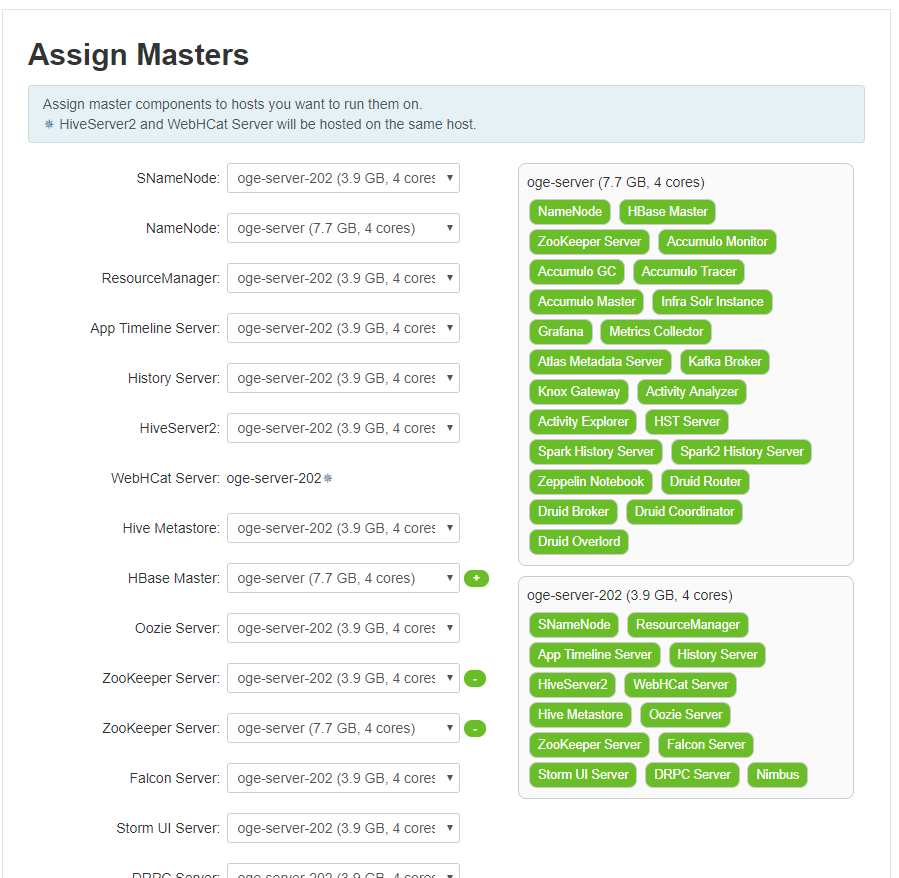 Assign Masters
Assign master components to hosts you want to run them on.
✵ HiveServer2 and WebHCat Server will be hosted on the same host.
SNameNode: oge-server-202 (3.9 GB, 4 cores
NameNode: oge-server (7.7 GB, 4 cores)
ResourceManager: oge-server-202 (3.9 GB, 4 cores
App Timeline Server: oge-server-202 (3.9 GB, 4 cores
History Server: oge-server-202 (3.9 GB, 4 cores
HiveServer2: oge-server-202 (3.9 GB, 4 cores
WebHCat Server: oge-server-202✵
Hive Metastore: oge-server-202 (3.9 GB, 4 cores
HBase Master: oge-server (7.7 GB, 4 cores) +
Oozie Server: oge-server-202 (3.9 GB, 4 cores
ZooKeeper Server: oge-server-202 (3.9 GB, 4 cores -
ZooKeeper Server: oge-server (7.7 GB, 4 cores) -
Falcon Server: oge-server-202 (3.9 GB, 4 cores
Storm UI Server: oge-server-202 (3.9 GB, 4 cores
DRPC Server: oge-server-202 (3.9 GB, 4 cores
oge-server (7.7 GB, 4 cores)
NameNode HBase Master
ZooKeeper Server Accumulo Monitor
Accumulo GC Accumulo Tracer
Accumulo Master Infra Solr Instance
Grafana Metrics Collector
Atlas Metadata Server Kafka Broker
Knox Gateway Activity Analyzer
Activity Explorer HST Server
Spark History Server Spark2 History Server
Zeppelin Notebook Druid Router
Druid Broker Druid Coordinator
Druid Overlord
oge-server-202 (3.9 GB, 4 cores)
SNameNode ResourceManager
App Timeline Server History Server
HiveServer2 WebHCat Server
Hive Metastore Oozie Server
ZooKeeper Server Falcon Server
Storm UI Server DRPC Server Nimbus